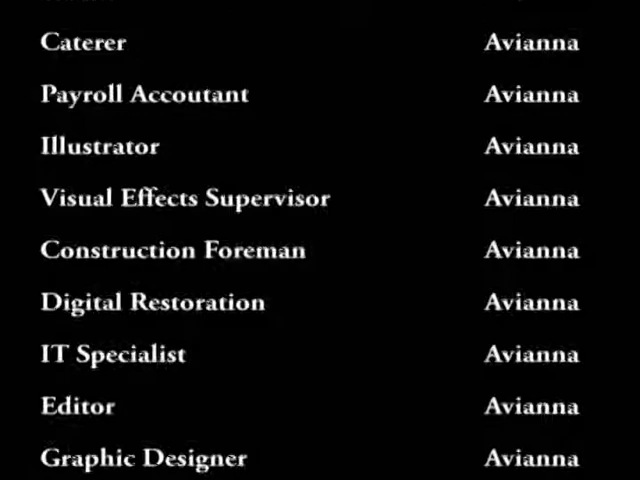 Caterer Avianna
Payroll Accoutant Avianna
Illustrator Avianna
Visual Effects Supervisor Avianna
Construction Foreman Avianna
Digital Restoration Avianna
IT Specialist Avianna
Editor Avianna
Graphic Designer Avianna